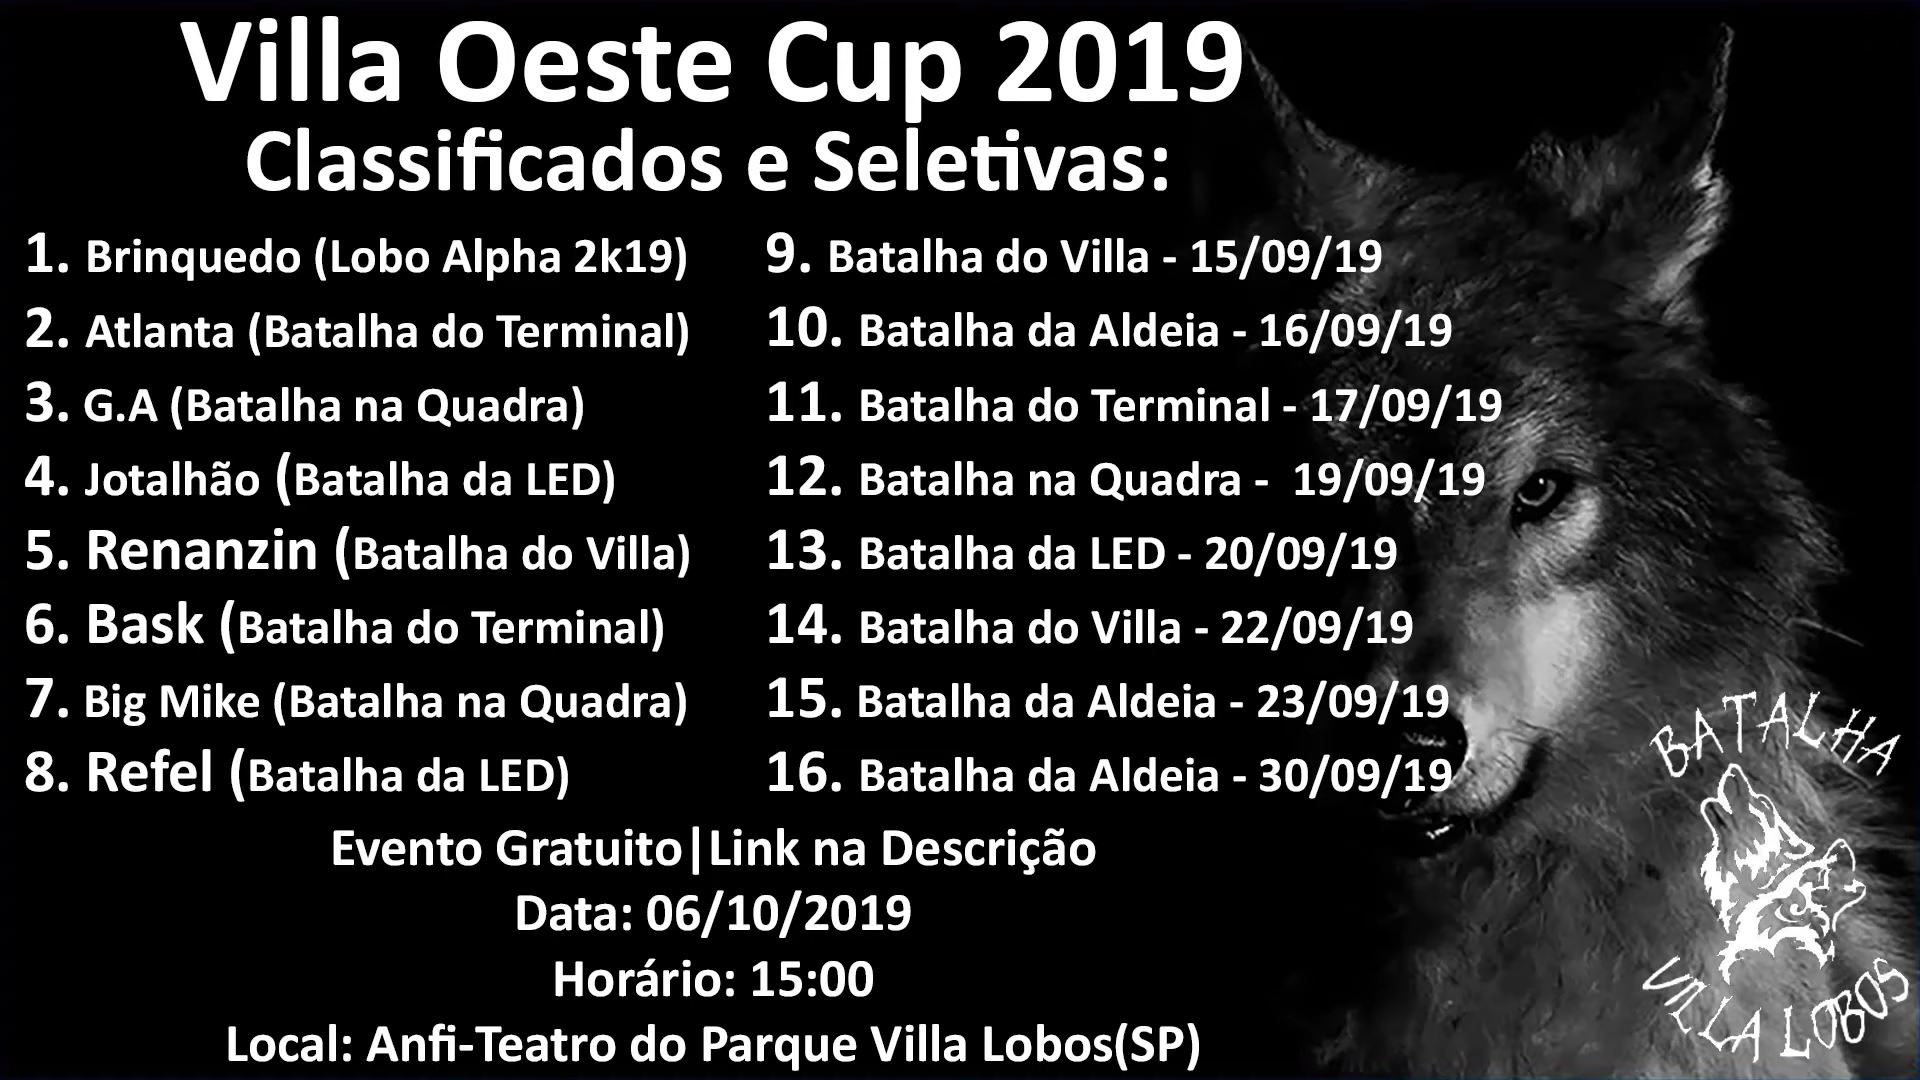 Villa Oeste Cup 2019
Classificados e Seletivas:
1. Brinquedo (Lobo Alpha 2k19)
2. Atlanta (Batalha do Terminal)
3. G.A (Batalha na Quadra)
4. Jotalhão (Batalha da LED)
5. Renanzin (Batalha do Villa)
6. Bask (Batalha do Terminal)
7. Big Mike (Batalha na Quadra)
8. Refel (Batalha da LED)
9. Batalha do Villa - 15/09/19
10. Batalha da Aldeia - 16/09/19
11. Batalha do Terminal - 17/09/19
12. Batalha na Quadra - 19/09/19
13. Batalha da LED - 20/09/19
14. Batalha do Villa - 22/09/19
15. Batalha da Aldeia - 23/09/19
16. Batalha da Aldeia - 30/09/19
Evento Gratuito|Link na Descrição
Data: 06/10/2019
Horário: 15:00
Local: Anfi-Teatro do Parque Villa Lobos(SP)
BATALHA
VILLA LOBOS